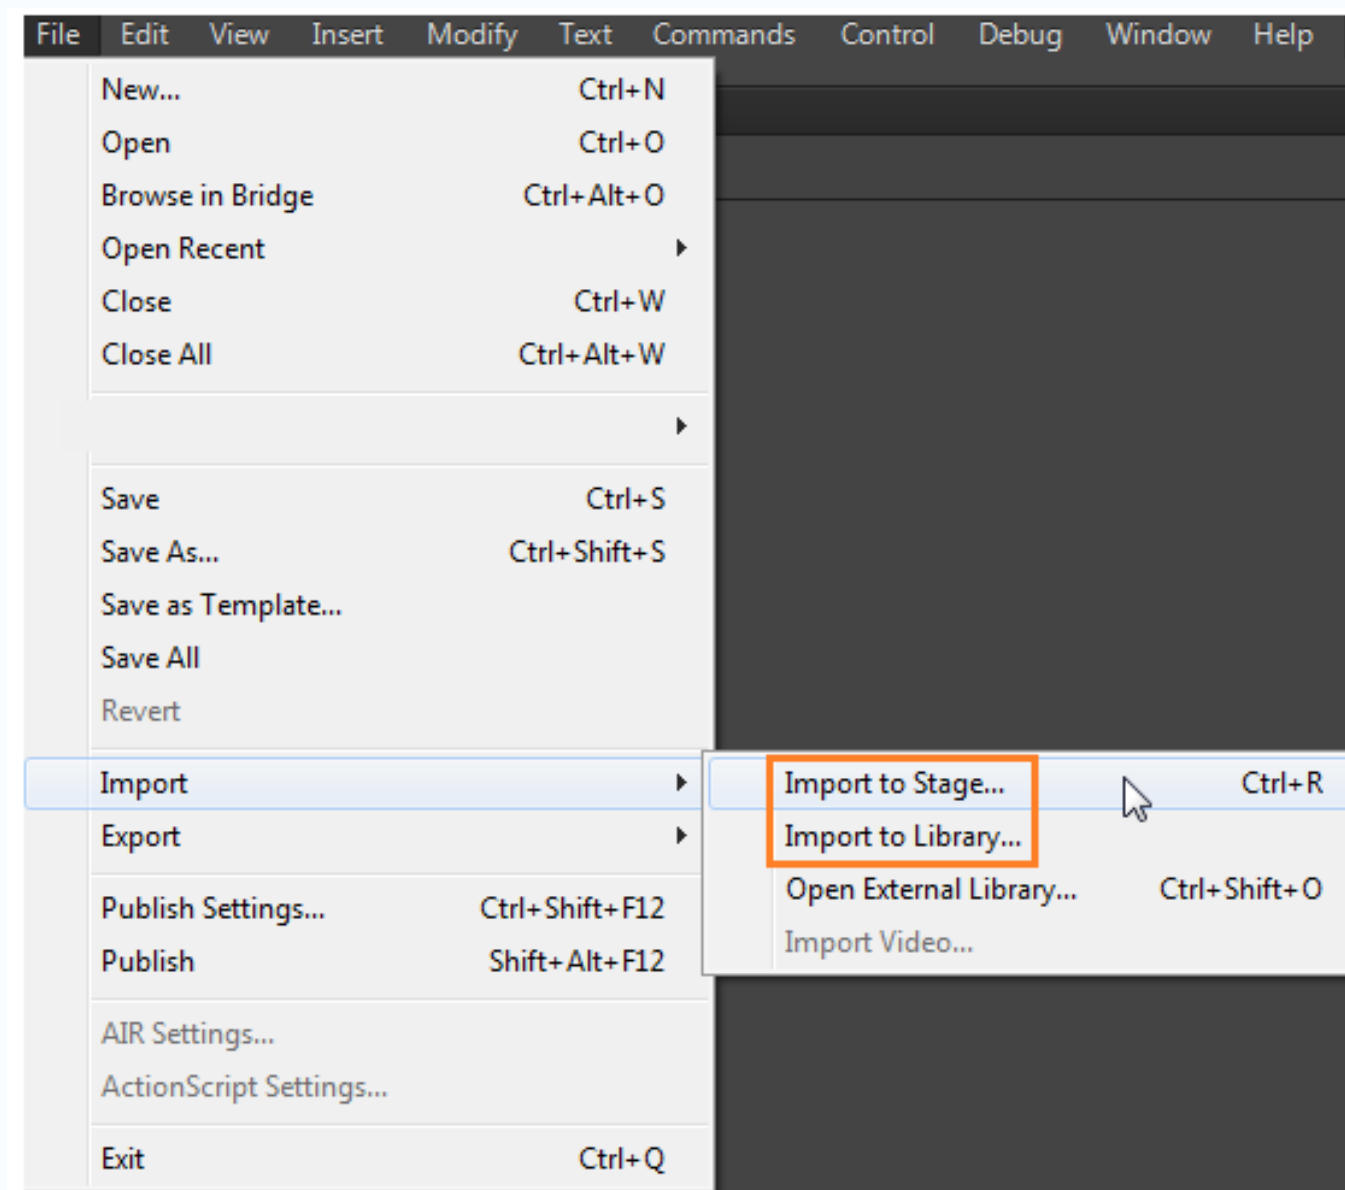 File Edit View Insert Modify Text Commands Control Debug Window Help
New... Ctrl+N
Open Ctrl+O
Browse in Bridge Ctrl+Alt+O
Open Recent
Close Ctrl+W
Close All Ctrl+Alt+W
Save Ctrl+S
Save As... Ctrl+Shift+S
Save as Template...
Save All
Revert
Import
Export
Publish Settings... Ctrl+Shift+F12
Publish Shift+Alt+F12
AIR Settings...
ActionScript Settings...
Exit Ctrl+Q
Import to Stage... Ctrl+R
Import to Library...
Open External Library... Ctrl+Shift+O
Import Video...